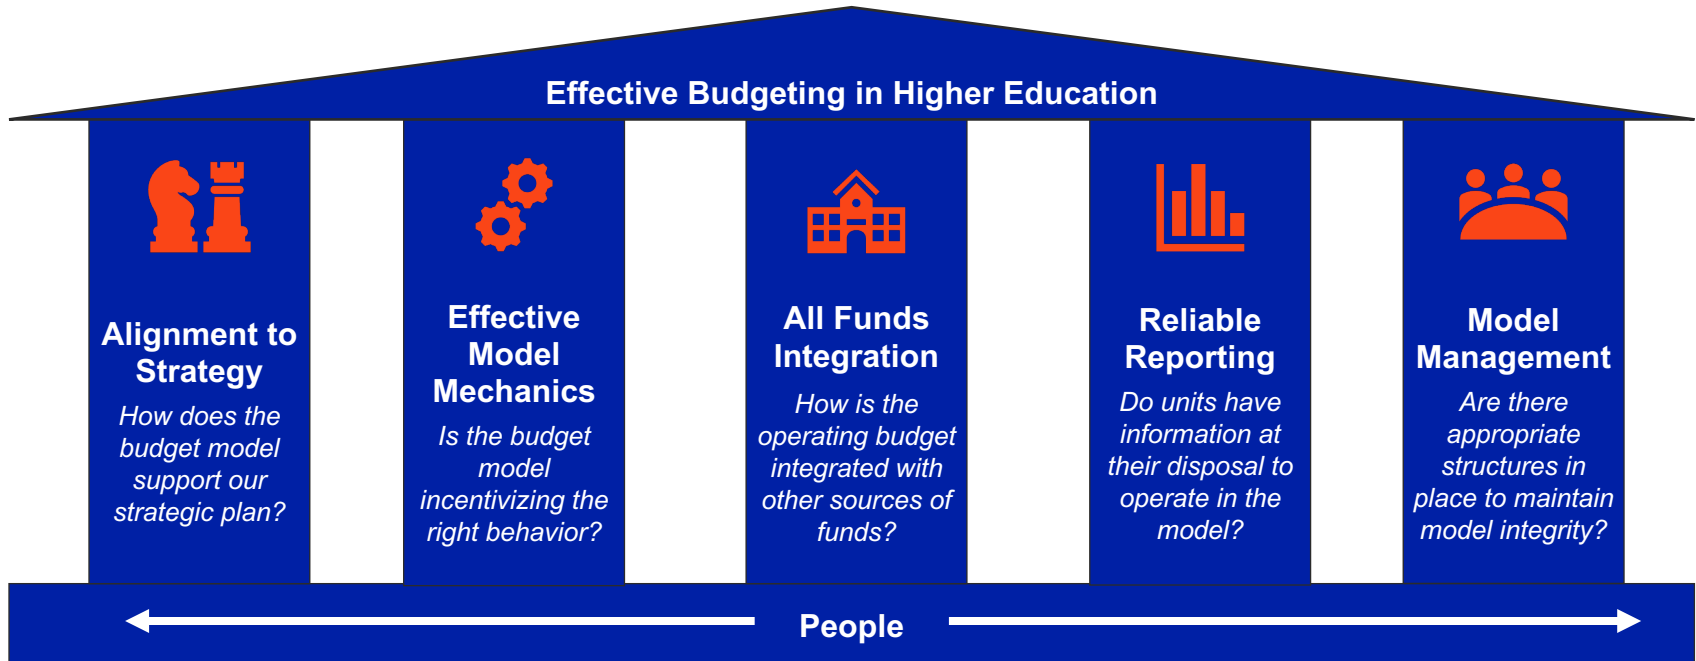 Effective Budgeting in Higher Education
Alignment to
Strategy
How does the
budget model
support our
strategic plan?
Effective
Model
Mechanics
Is the budget
model
incentivizing the
right behavior?
All Funds
Integration
How is the
operating budget
integrated with
other sources of
funds?
Reliable
Reporting
Do units have
information at
their disposal to
operate in the
model?
Model
Management
Are there
appropriate
structures in
place to maintain
model integrity?
People